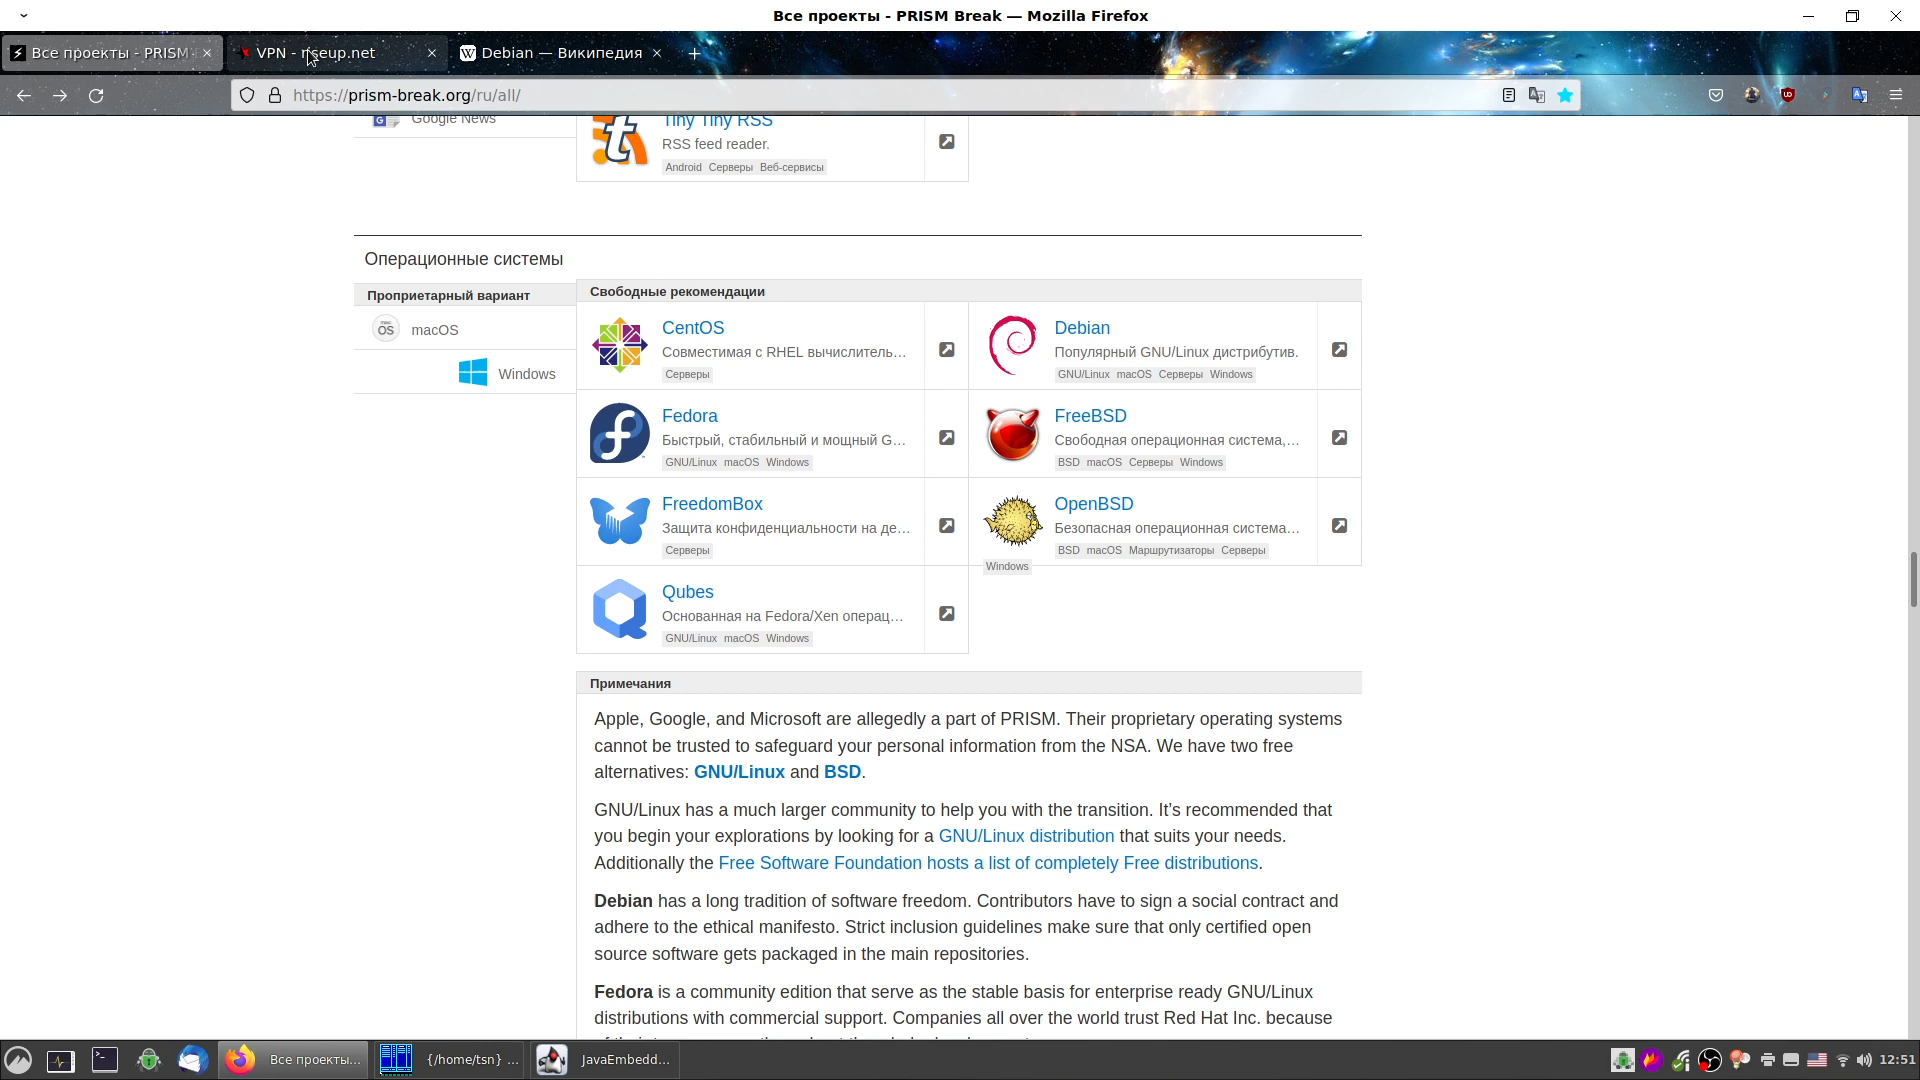 Все проекты - PRISM Break — Mozilla Firefox
Все проекты - PRISM
VPN - riseup.net
Debian — Википедия
https://prism-break.org/ru/all/
Google News
Tiny Tiny RSS
RSS feed reader.
Android Серверы Веб-сервисы
Операционные системы
Проприетарный вариант
Свободные рекомендации
macOS
Windows
CentOS
Совместимая с RHEL вычислитель...
Серверы
Debian
Популярный GNU/Linux дистрибутив.
GNU/Linux macOS Серверы Windows
Fedora
Быстрый, стабильный и мощный G...
GNU/Linux macOS Windows
FreeBSD
Свободная операционная система,...
BSD macOS Серверы Windows
FreedomBox
Защита конфиденциальности на де...
Серверы
OpenBSD
Безопасная операционная система...
BSD macOS Маршрутизаторы Серверы
Windows
Qubes
Основанная на Fedora/Xen операц...
GNU/Linux macOS Windows
Примечания
Apple, Google, and Microsoft are allegedly a part of PRISM. Their proprietary operating systems
cannot be trusted to safeguard your personal information from the NSA. We have two free
alternatives: GNU/Linux and BSD.
GNU/Linux has a much larger community to help you with the transition. It's recommended that
you begin your explorations by looking for a GNU/Linux distribution that suits your needs.
Additionally the Free Software Foundation hosts a list of completely Free distributions.
Debian has a long tradition of software freedom. Contributors have to sign a social contract and
adhere to the ethical manifesto. Strict inclusion guidelines make sure that only certified open
source software gets packaged in the main repositories.
Fedora is a community edition that serve as the stable basis for enterprise ready GNU/Linux
distributions with commercial support. Companies all over the world trust Red Hat Inc. because
Все проекты...
{/home/tsn} ...
JavaEmbedd...
12:51